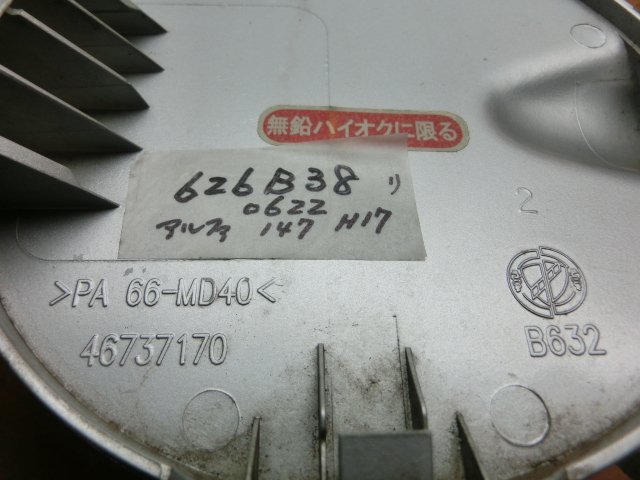 無鉛ハイオクに限る
626B38 リ
0622
アルファ 147 H17
2
>PA 66-MD40<
46737170
B632